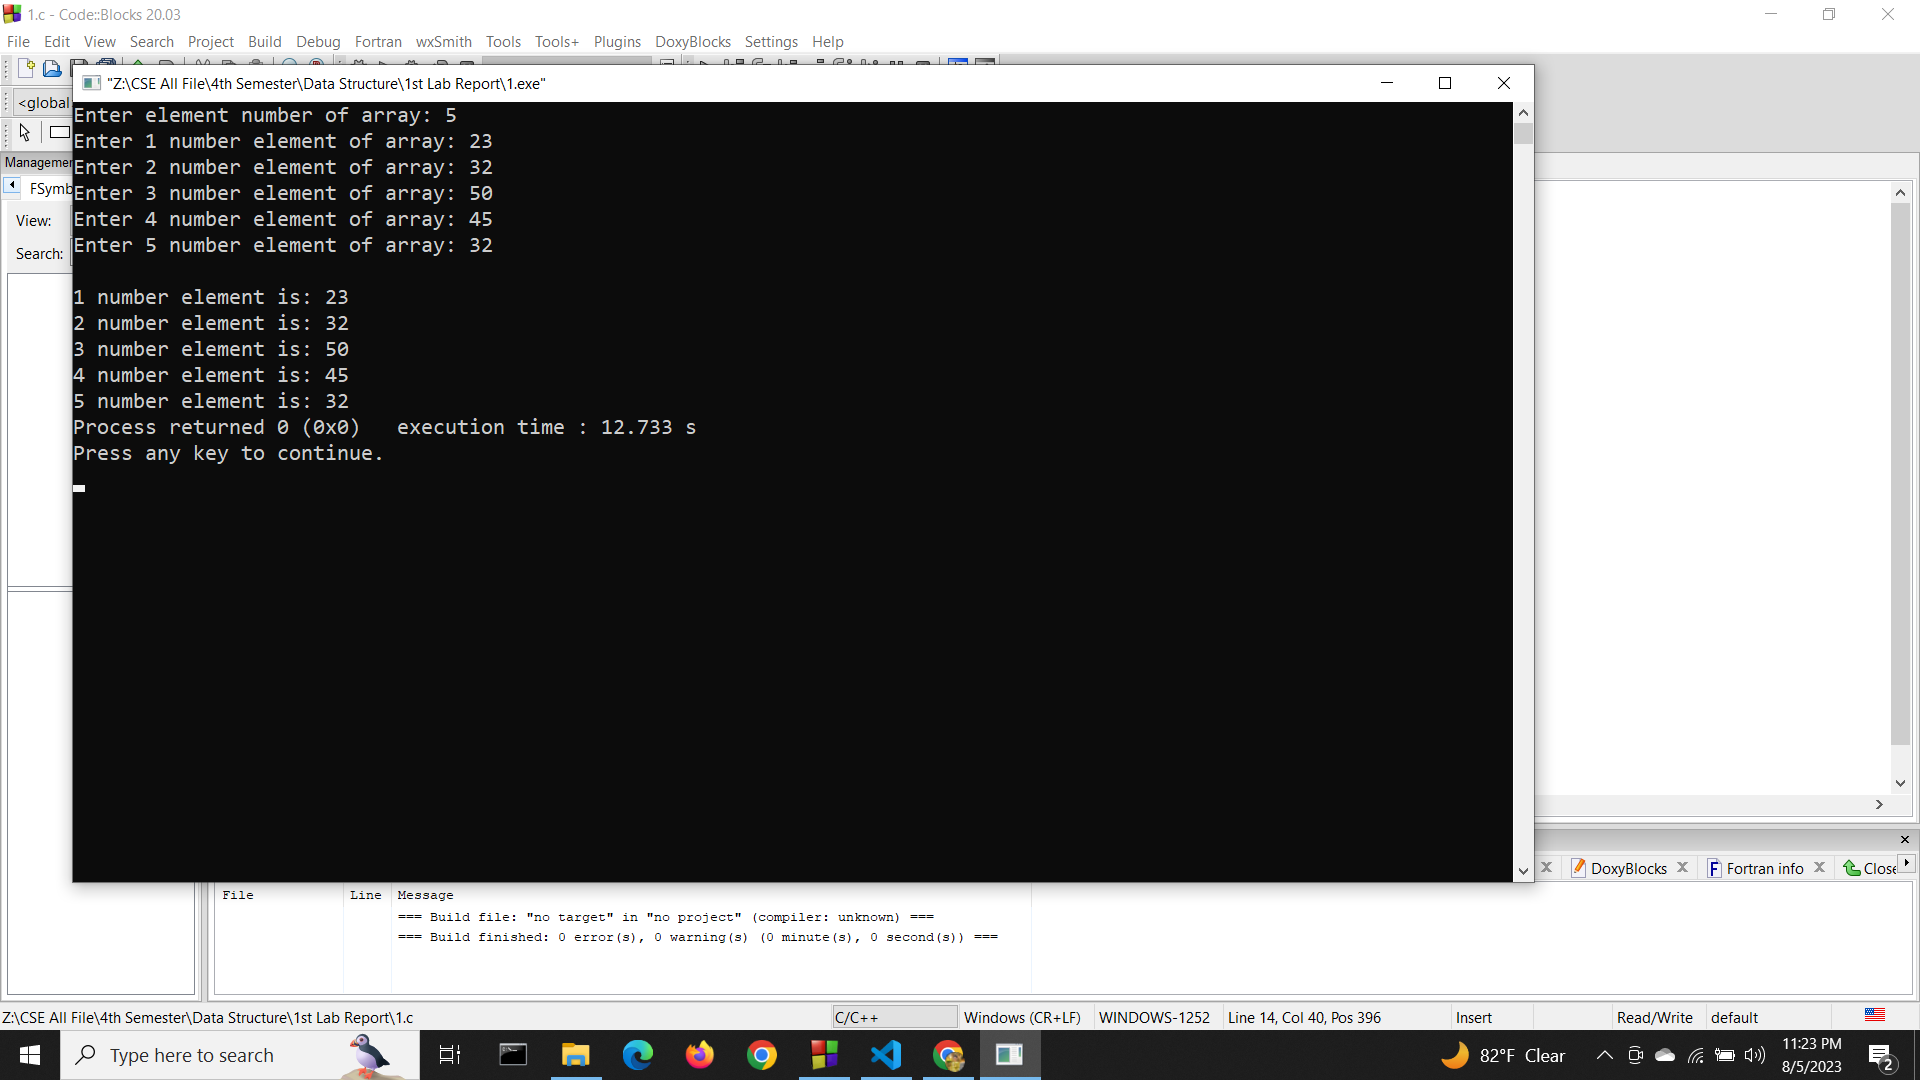 1.c - Code::Blocks 20.03
File Edit View Search Project Build Debug Fortran wxSmith Tools Tools+ Plugins DoxyBlocks Settings Help
"Z:\CSE All File\4th Semester\Data Structure\1st Lab Report\1.exe"
<global
Enter element number of array: 5
Enter 1 number element of array: 23
Enter 2 number element of array: 32
Enter 3 number element of array: 50
Enter 4 number element of array: 45
Enter 5 number element of array: 32
1 number element is: 23
2 number element is: 32
3 number element is: 50
4 number element is: 45
5 number element is: 32
Process returned 0 (0x0)   execution time : 12.733 s
Press any key to continue.
Managemen
FSymb
View:
Search:
DoxyBlocks Fortran info Close
File Line Message
=== Build file: "no target" in "no project" (compiler: unknown) ===
=== Build finished: 0 error(s), 0 warning(s) (0 minute(s), 0 second(s)) ===
Z:\CSE All File\4th Semester\Data Structure\1st Lab Report\1.c C/C++ Windows (CR+LF) WINDOWS-1252 Line 14, Col 40, Pos 396 Insert Read/Write default
Type here to search 82°F Clear 11:23 PM
8/5/2023 2